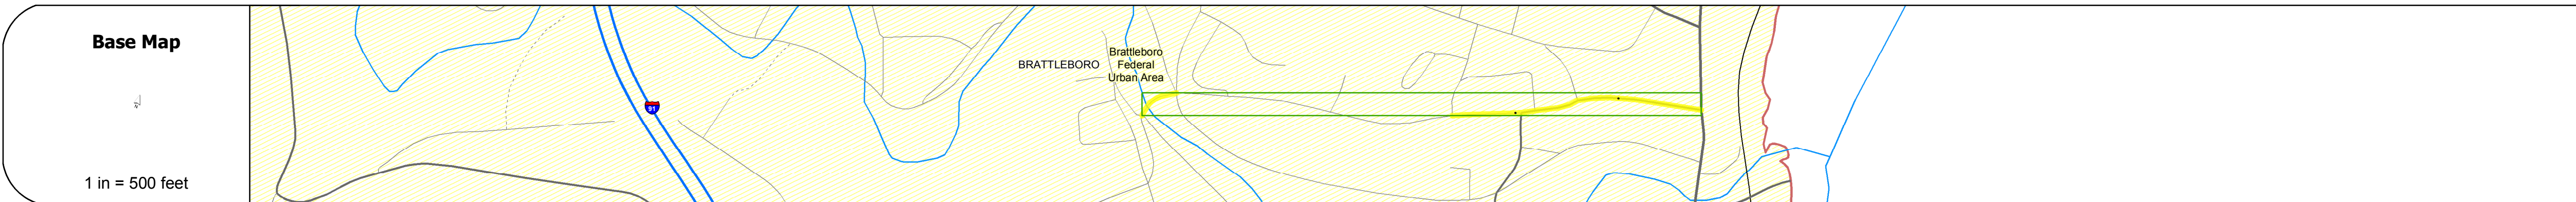 Base Map
1 in = 500 feet
91
BRATTLEBORO
Brattleboro
Federal
Urban Area